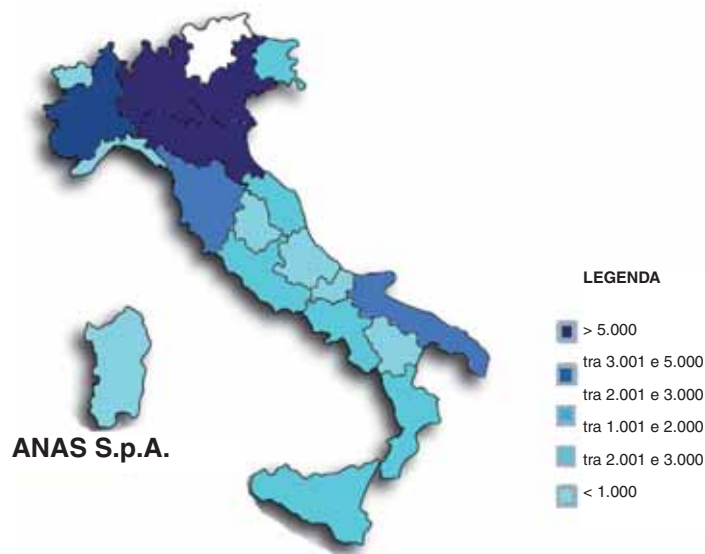 LEGENDA
> 5.000
tra 3.001 e 5.000
tra 2.001 e 3.000
tra 1.001 e 2.000
tra 2.001 e 3.000
< 1.000
ANAS S.p.A.